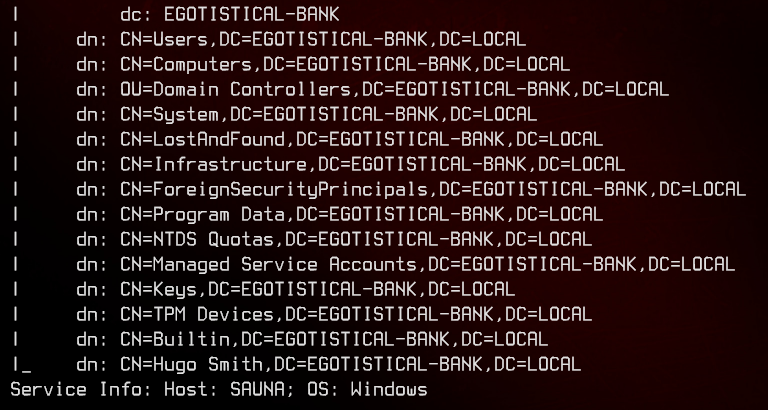 |         dc: EGOTISTICAL-BANK
|     dn: CN=Users,DC=EGOTISTICAL-BANK,DC=LOCAL
|     dn: CN=Computers,DC=EGOTISTICAL-BANK,DC=LOCAL
|     dn: OU=Domain Controllers,DC=EGOTISTICAL-BANK,DC=LOCAL
|     dn: CN=System,DC=EGOTISTICAL-BANK,DC=LOCAL
|     dn: CN=LostAndFound,DC=EGOTISTICAL-BANK,DC=LOCAL
|     dn: CN=Infrastructure,DC=EGOTISTICAL-BANK,DC=LOCAL
|     dn: CN=ForeignSecurityPrincipals,DC=EGOTISTICAL-BANK,DC=LOCAL
|     dn: CN=Program Data,DC=EGOTISTICAL-BANK,DC=LOCAL
|     dn: CN=NTDS Quotas,DC=EGOTISTICAL-BANK,DC=LOCAL
|     dn: CN=Managed Service Accounts,DC=EGOTISTICAL-BANK,DC=LOCAL
|     dn: CN=Keys,DC=EGOTISTICAL-BANK,DC=LOCAL
|     dn: CN=TPM Devices,DC=EGOTISTICAL-BANK,DC=LOCAL
|     dn: CN=Builtin,DC=EGOTISTICAL-BANK,DC=LOCAL
|_    dn: CN=Hugo Smith,DC=EGOTISTICAL-BANK,DC=LOCAL
Service Info: Host: SAUNA; OS: Windows